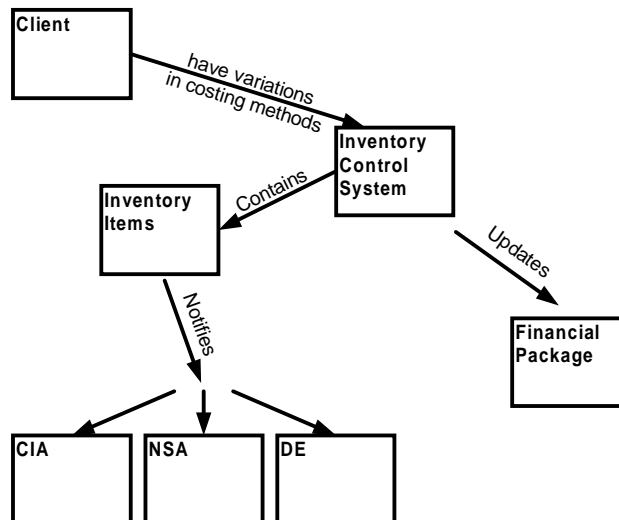 Client
have variations
in costing methods
Inventory
Control
System
Contains
Inventory
Items
Updates
Notifies
Financial
Package
CIA
NSA
DE